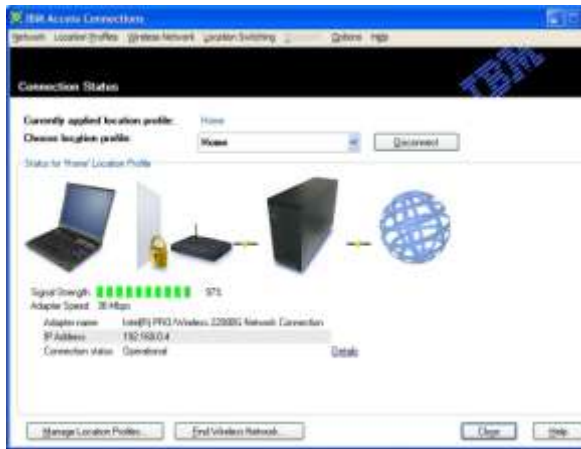 IBM Access Connections
Network Location Profiles Wireless Network Location Switching Options Help
IBM
Connection Status
Currently applied location profile: Home
Choose location profile: Home Disconnect
Status for 'Home' Location Profile
Signal Strength 97%
Adapter Speed 36 Mbps
Adapter name Intel(R) PRO/Wireless 2200BG Network Connection
IP Address 192.168.0.4
Connection status Operational Details
Manage Location Profiles... Find Wireless Network... Close Help